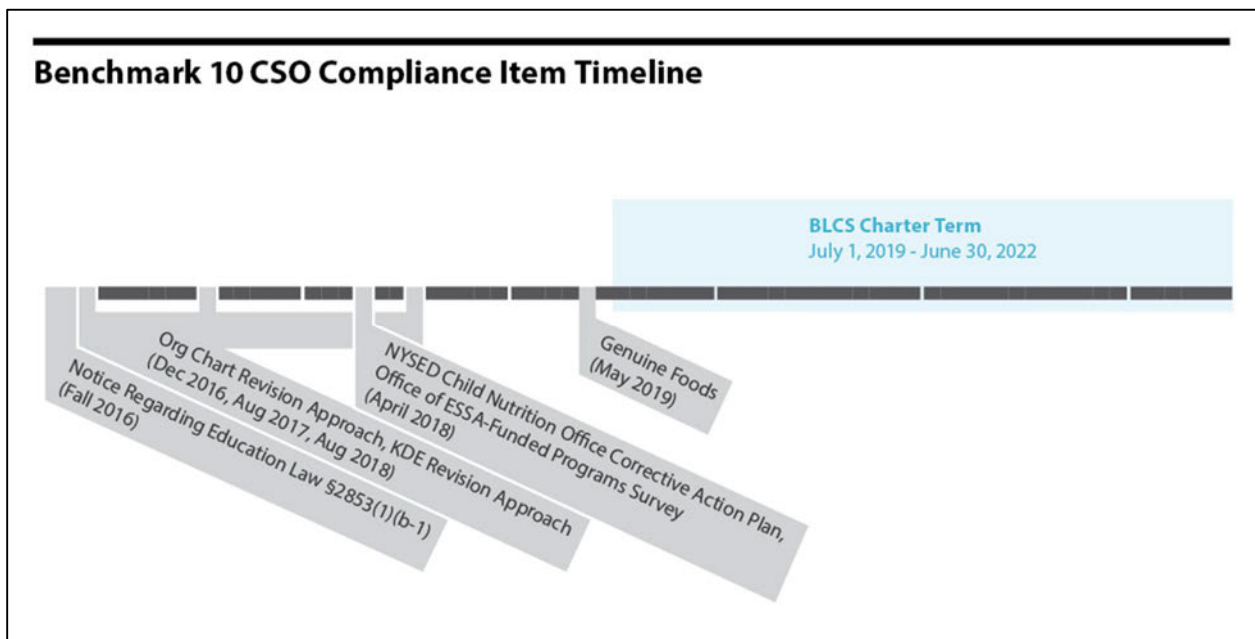 Benchmark 10 CSO Compliance Item Timeline
BLCS Charter Term
July 1, 2019 - June 30, 2022
Notice Regarding Education Law §2853(1)(b-1)
(Fall 2016)
Org Chart Revision Approach, KDE Revision Approach
(Dec 2016, Aug 2017, Aug 2018)
NYSED Child Nutrition Office Corrective Action Plan,
Office of ESSA-Funded Programs Survey
(April 2018)
Genuine Foods
(May 2019)